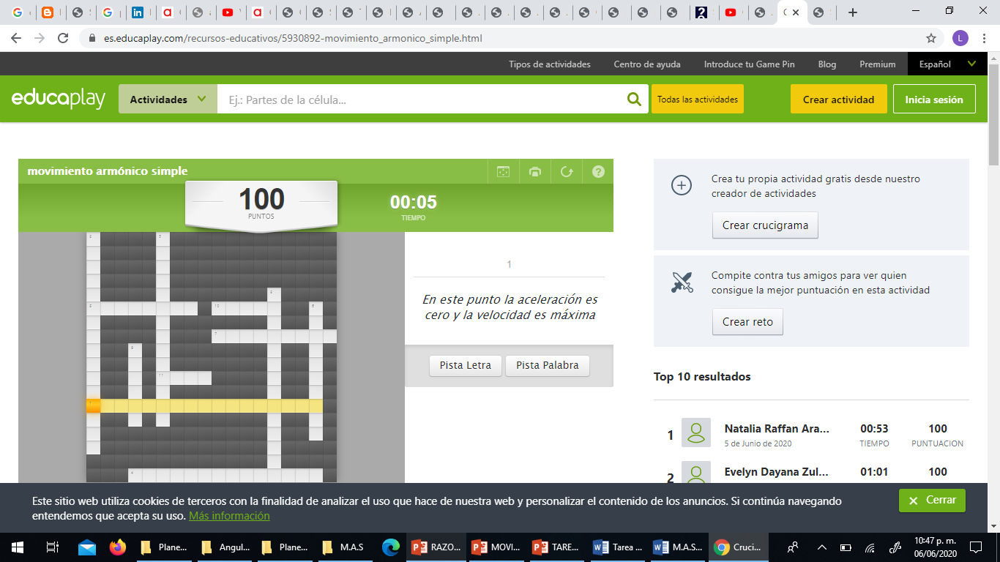 es.educaplay.com/recursos-educativos/5930892-movimiento_armonico_simple.html
L
Tipos de actividades
Centro de ayuda
Introduce tu Game Pin
Blog
Premium
Español
educaplay
Actividades
Ej.: Partes de la célula...
Todas las actividades
Crear actividad
Inicia sesión
movimiento armónico simple
100
PUNTOS
00:05
TIEMPO
1
En este punto la aceleración es
cero y la velocidad es máxima
Pista Letra
Pista Palabra
Crea tu propia actividad gratis desde nuestro
creador de actividades
Crear crucigrama
Compite contra tus amigos para ver quien
consigue la mejor puntuación en esta actividad
Crear reto
Top 10 resultados
1 Natalia Raffan Ara... 00:53 100
5 de Junio de 2020 TIEMPO PUNTUACION
2 Evelyn Dayana Zul... 01:01 100
Este sitio web utiliza cookies de terceros con la finalidad de analizar el uso que hace de nuestra web y personalizar el contenido de los anuncios. Si continúa navegando
entendemos que acepta su uso. Más información
Cerrar
Plane...
Angul...
Plane...
M.A.S
RAZO...
MOVI...
TARE...
Tarea ...
M.A.S...
Cruci...
10:47 p. m.
06/06/2020